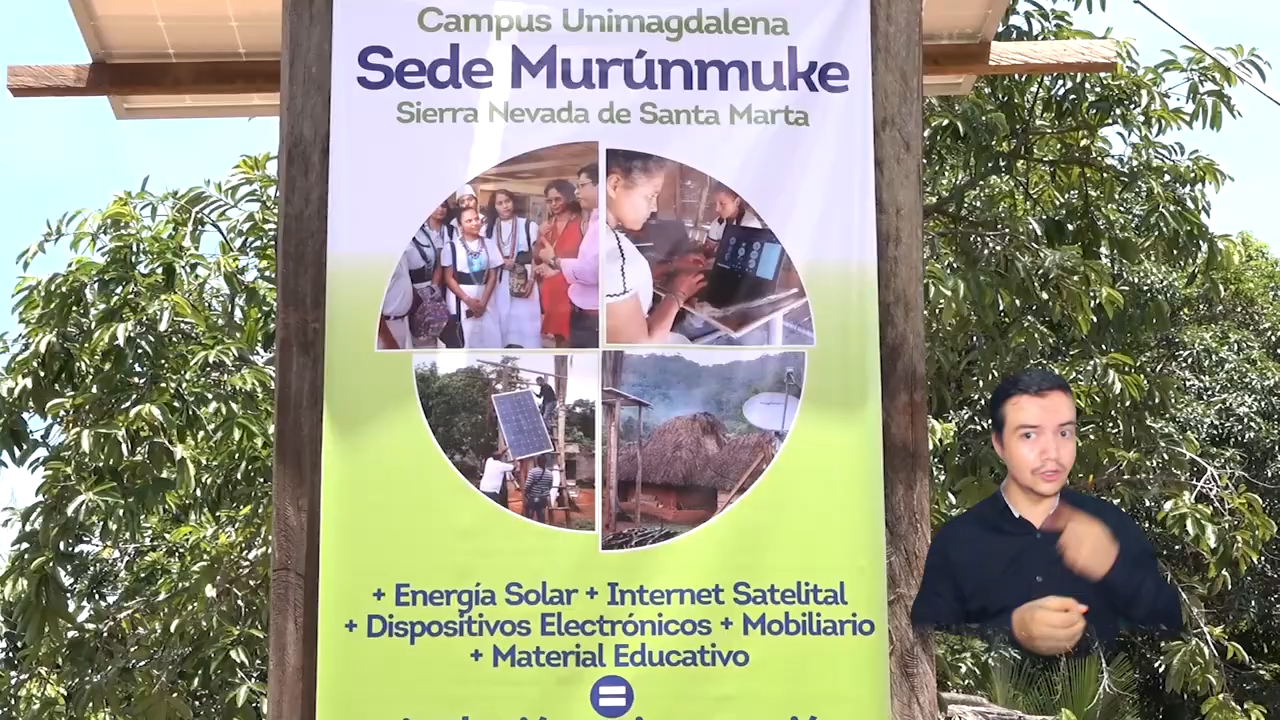 Campus Unimagdalena
Sede Murúnmuke
Sierra Nevada de Santa Marta
+ Energía Solar + Internet Satelital
+ Dispositivos Electrónicos + Mobiliario
+ Material Educativo
=